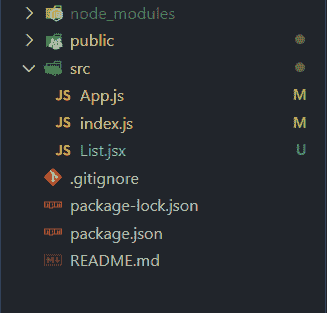 node_modules
public
src
JS App.js M
JS index.js M
JS List.jsx U
.gitignore
package-lock.json
package.json
README.md